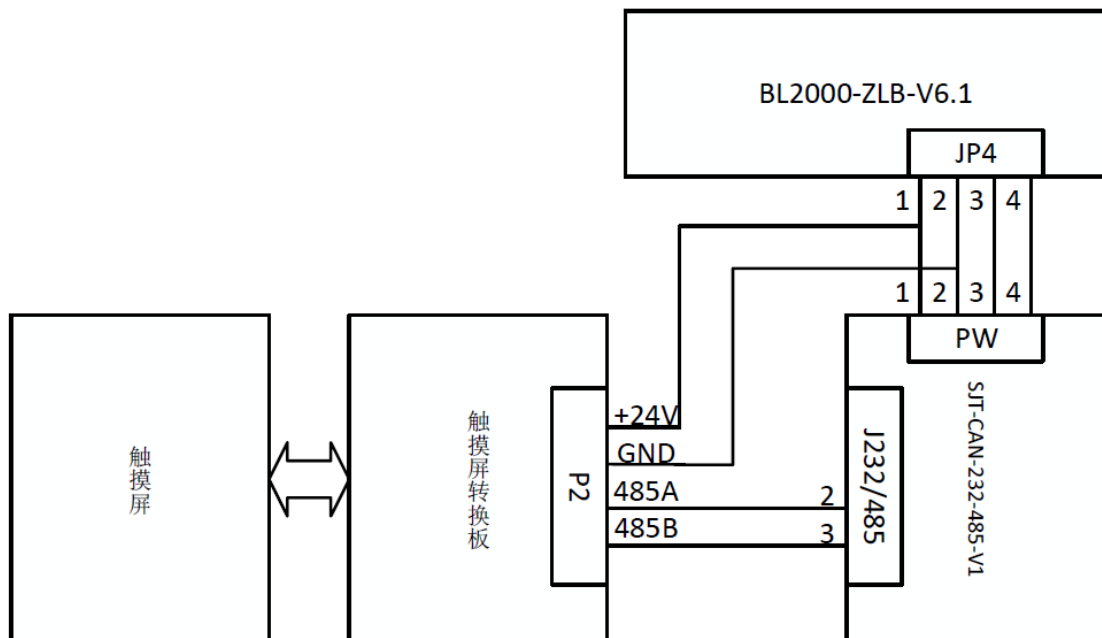 BL2000-ZLB-V6.1
JP4
1 2 3 4
1 2 3 4
PW
SJT-CAN-232-485-V1
触摸屏
触摸屏转换板
P2
+24V
GND
485A
485B
2
3
J232/485